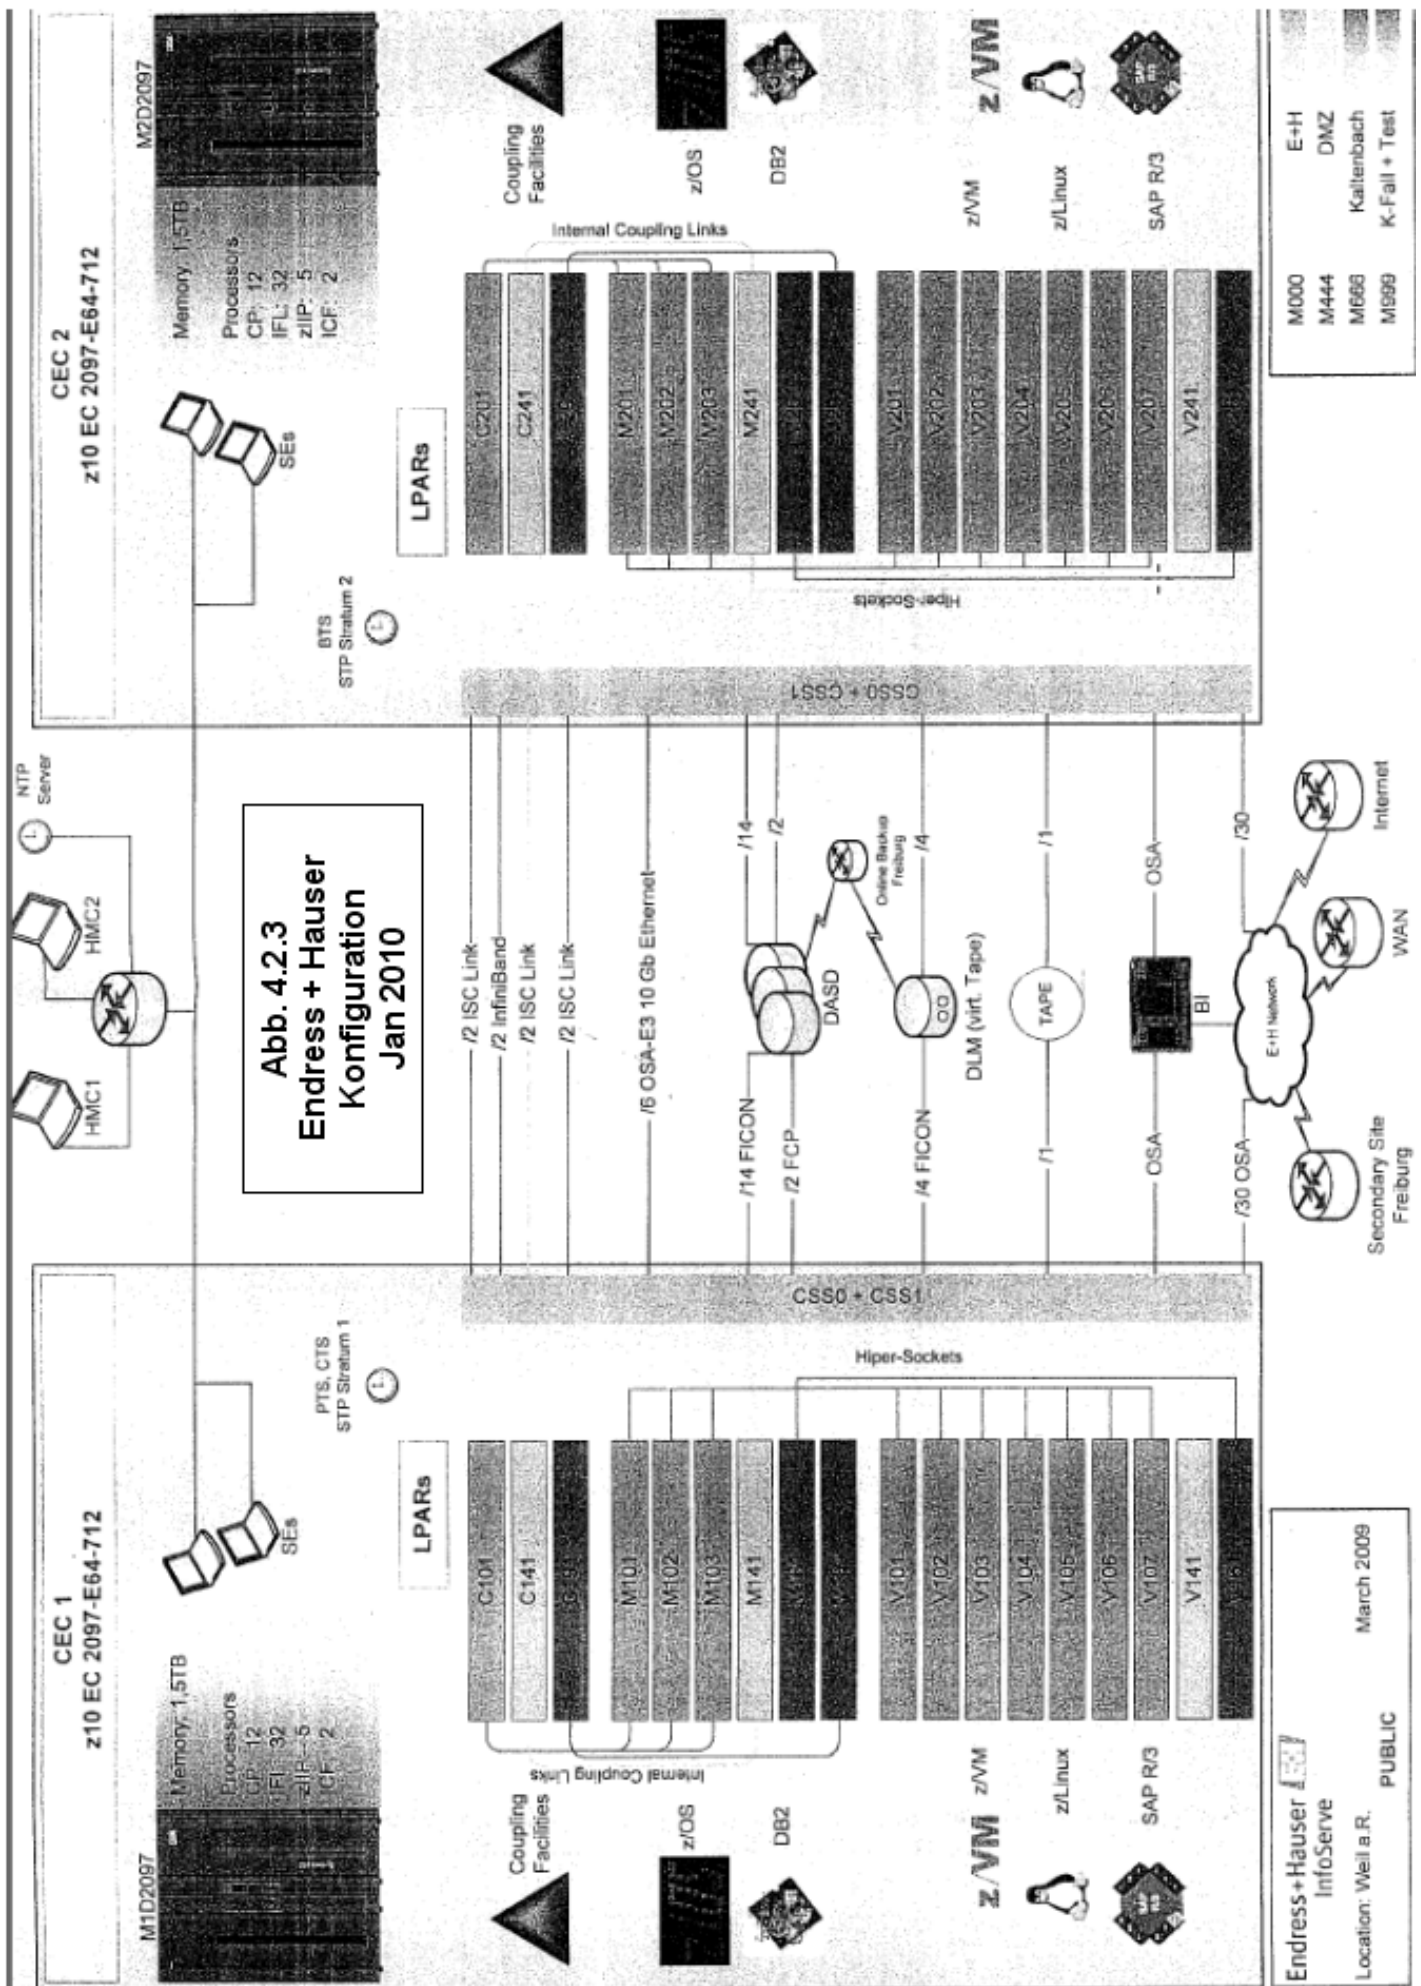 CEC 1
z10 EC 2097-E64-712
M1D2097
Memory: 1,5TB
Processors
CP: 12
IFL: 32
zIIP: 5
ICF: 2
SEs
PTS, CTS
STP Stratum 1
LPARs
C101
C141
M101
M102
M103
M141
V101
V102
V103
V104
V105
V106
V107
V141
Internal Coupling Links
Hiper-Sockets
CSS0 + CSS1
Coupling
Facilities
z/OS
DB2
z/VM
z/VM
z/Linux
SAP R/3
Endress+Hauser
InfoServe
Location: Weil a.R.
PUBLIC
March 2009
HMC1
HMC2
NTP
Server
Abb. 4.2.3
Endress + Hauser
Konfiguration
Jan 2010
/2 ISC Link
/2 InfiniBand
/2 ISC Link
/2 ISC Link
/6 OSA-E3 10 Gb Ethernet
/14 FICON
/14
/2 FCP
/2
DASD
Online Backup
Freiburg
/4 FICON
/4
DLM (virt. Tape)
/1
TAPE
/1
OSA
BI
OSA
/30 OSA
E+H Network
/30
Secondary Site
Freiburg
WAN
Internet
CEC 2
z10 EC 2097-E64-712
M2D2097
Memory: 1,5TB
Processors
CP: 12
IFL: 32
zIIP: 5
ICF: 2
SEs
BTS
STP Stratum 2
LPARs
C201
C241
M201
M202
M203
M241
V201
V202
V203
V204
V205
V206
V207
V241
Internal Coupling Links
Hiper-Sockets
CSS0 + CSS1
Coupling
Facilities
z/OS
DB2
z/VM
z/VM
z/Linux
SAP R/3
M000 E+H
M444 DMZ
M666 Kaltenbach
M999 K-Fall + Test